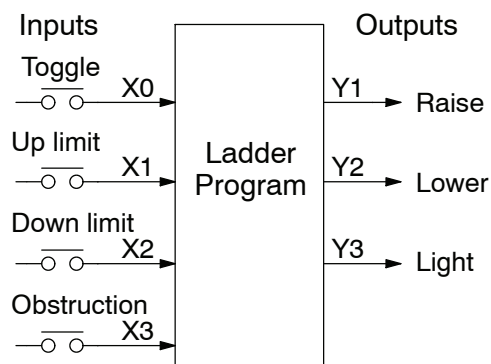 Inputs
Outputs
Toggle
X0
Up limit
X1
Down limit
X2
Obstruction
X3
Ladder
Program
Y1
Raise
Y2
Lower
Y3
Light